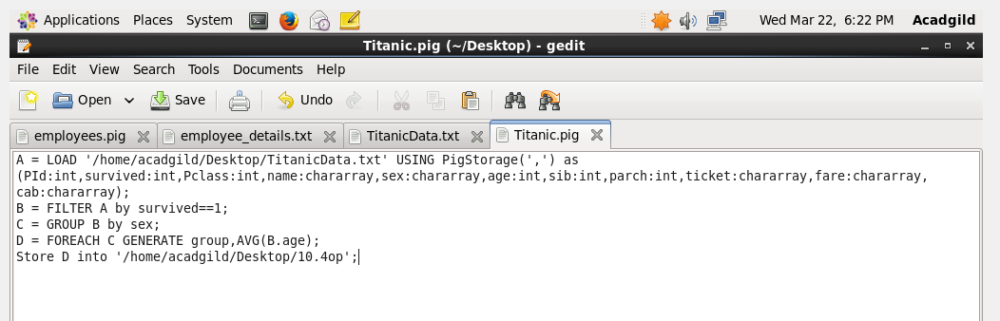 Applications Places System Wed Mar 22, 6:22 PM Acadgild
Titanic.pig (~/Desktop) - gedit
File Edit View Search Tools Documents Help
Open Save Undo
employees.pig employee_details.txt TitanicData.txt Titanic.pig
A = LOAD '/home/acadgild/Desktop/TitanicData.txt' USING PigStorage(',') as
(PId:int,survived:int,Pclass:int,name:chararray,sex:chararray,age:int,sib:int,parch:int,ticket:chararray,fare:chararray,
cab:chararray);
B = FILTER A by survived==1;
C = GROUP B by sex;
D = FOREACH C GENERATE group,AVG(B.age);
Store D into '/home/acadgild/Desktop/10.4op';